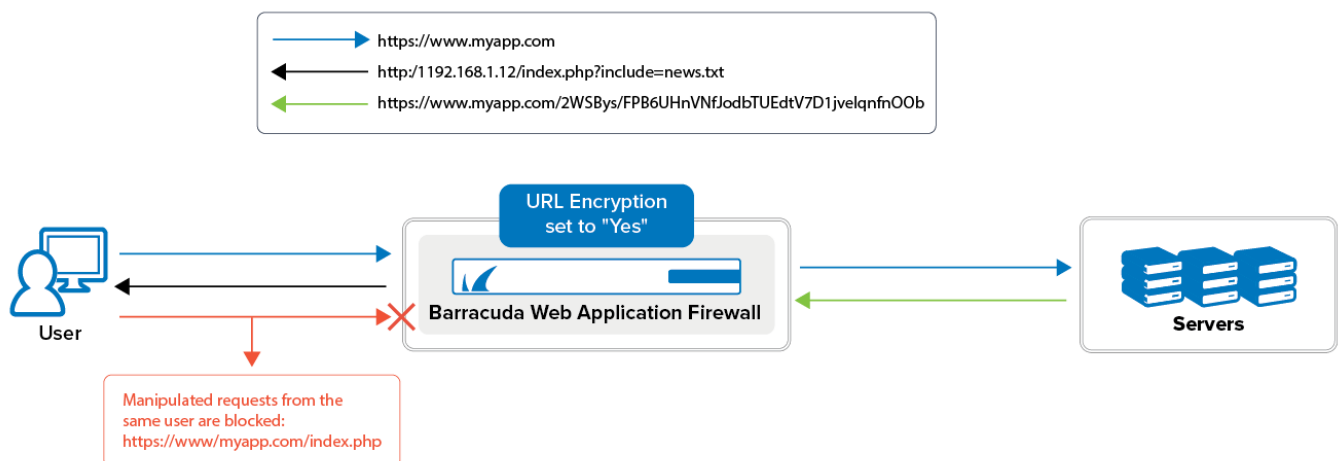 https://www.myapp.com
http:/1192.168.1.12/index.php?include=news.txt
https://www.myapp.com/2WSBys/FPB6UHnVNfJodbTUEdtV7D1jvelqnfnOOb
URL Encryption
set to "Yes"
Barracuda Web Application Firewall
User
Servers
Manipulated requests from the
same user are blocked:
https://www/myapp.com/index.php